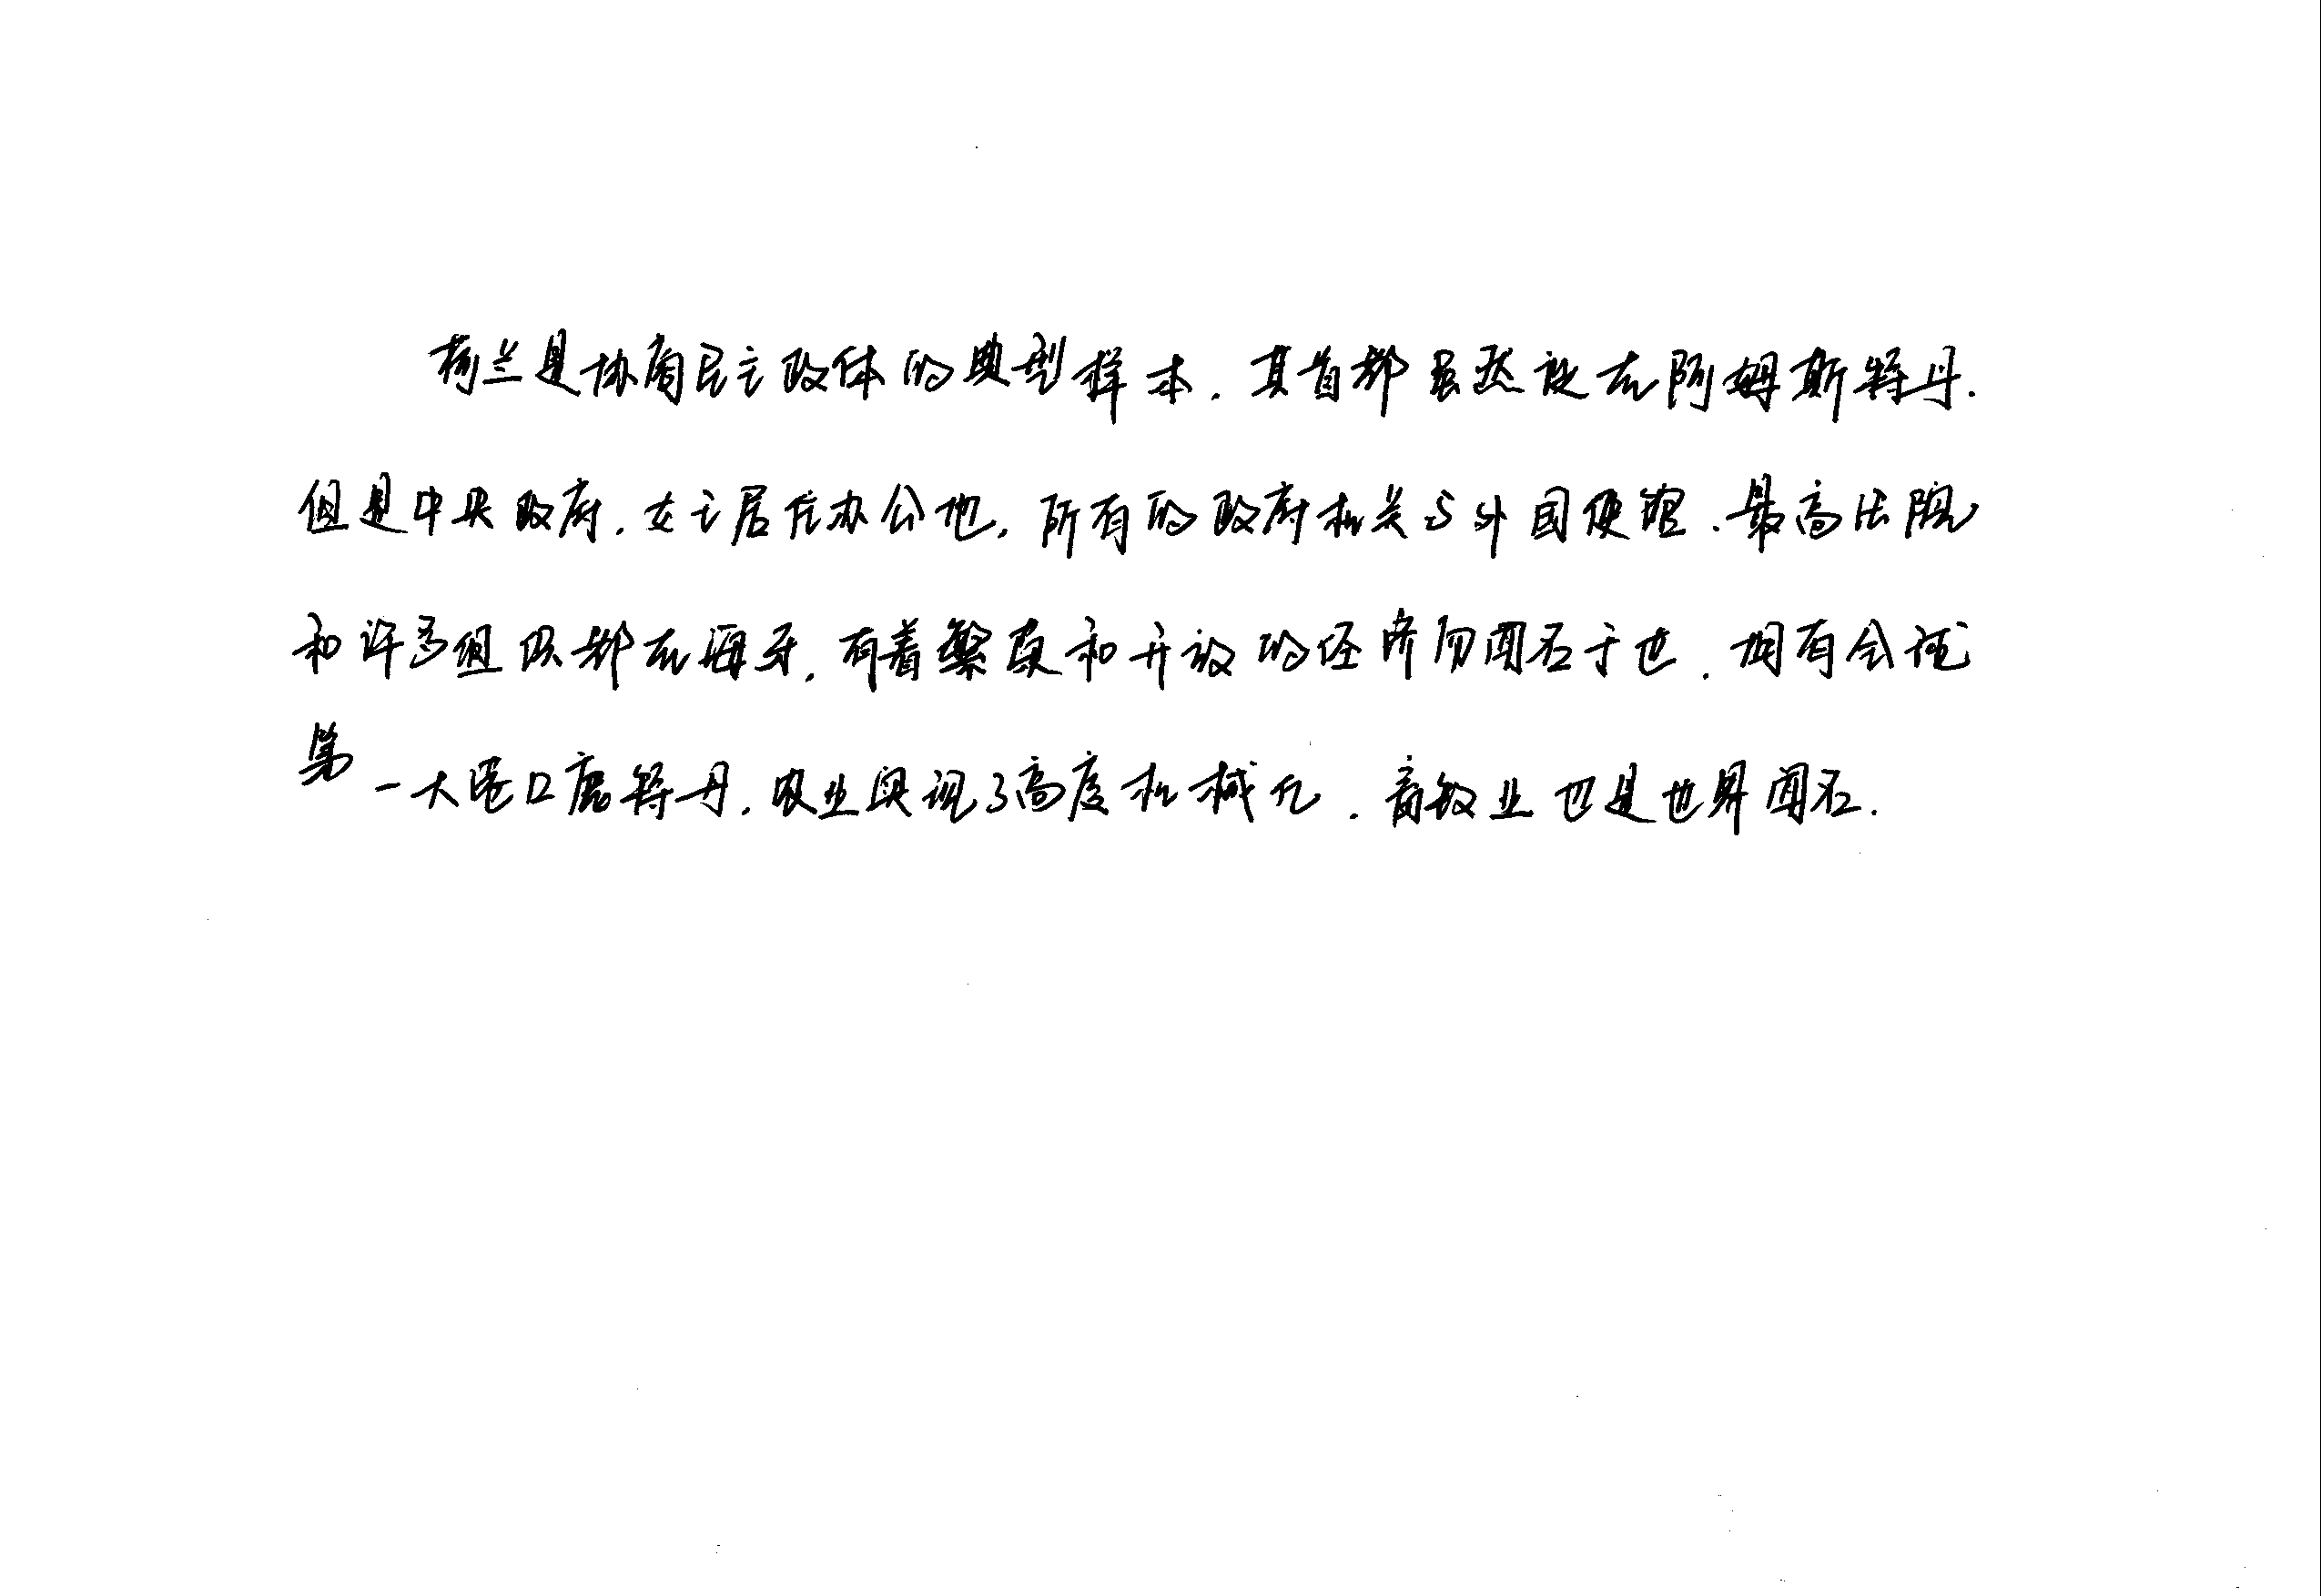 荷兰是协商民主政体的典型样本，其首都虽然设在阿姆斯特丹，
但是中央政府，女王居住办公地，所有的政府机关与外国使馆，最高法院
和许多组织都在海牙，有着繁荣和开放的经济而闻名于世，拥有全球
第一大港口鹿特丹，农业实现了高度机械化，畜牧业也是世界闻名．